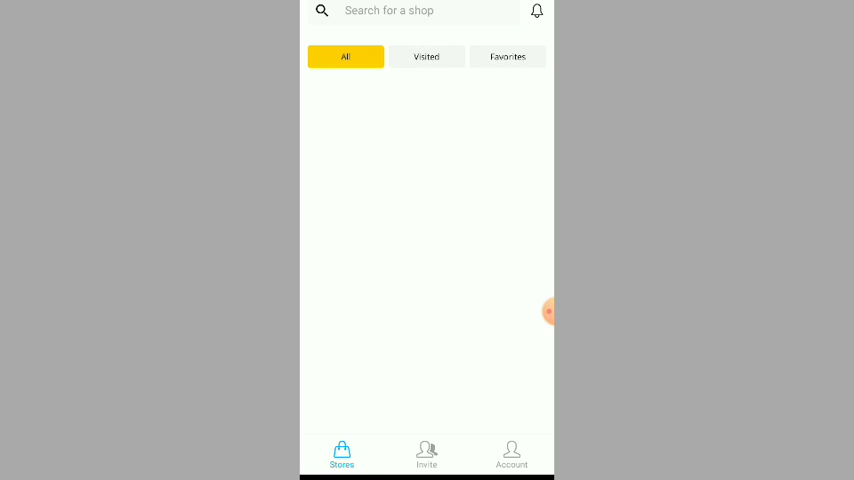 Search for a shop
All Visited Favorites
Stores Invite Account